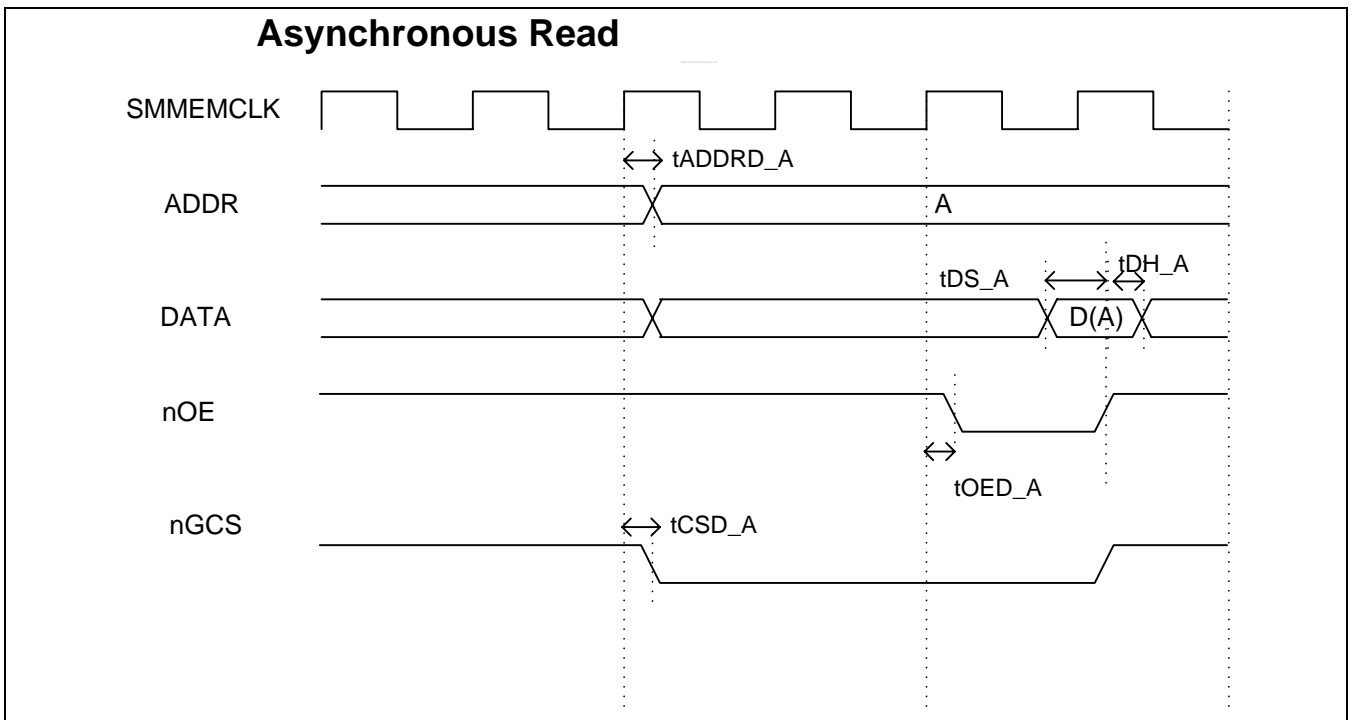 Asynchronous Read
SMMEMCLK
tADDRD_A
ADDR
A
tDH_A
tDS_A
DATA
D(A)
nOE
tOED_A
nGCS
tCSD_A